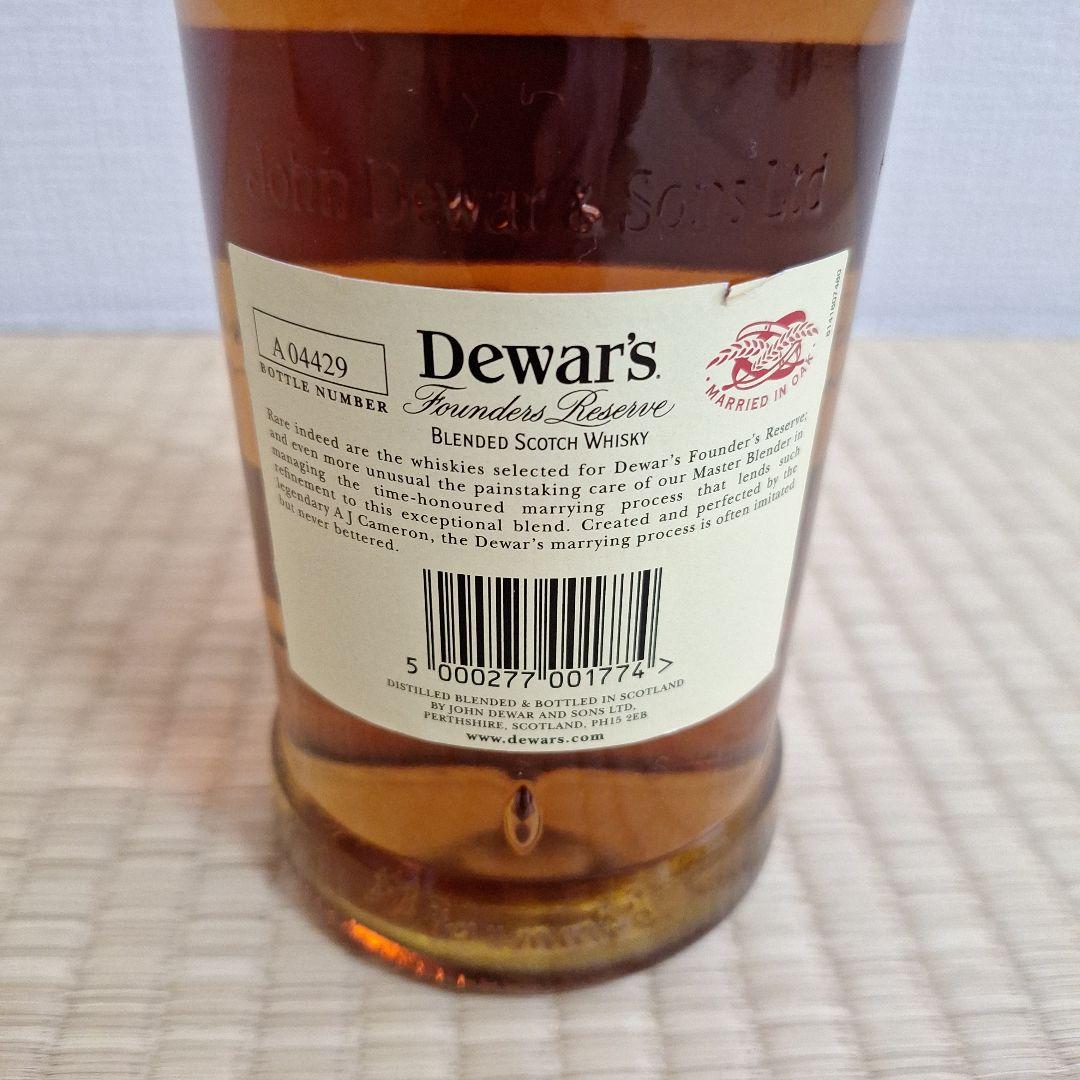 John Dewar & Sons Ltd
A 04429
BOTTLE NUMBER
Dewar's
Founders Reserve
BLENDED SCOTCH WHISKY
MARRIED IN OAK
8141607480
Rare indeed are the whiskies selected for Dewar's Founder's Reserve;
and even more unusual the painstaking care of our Master Blender in
managing the time-honoured marrying process that lends such
refinement to this exceptional blend. Created and perfected by the
legendary A J Cameron, the Dewar's marrying process is often imitated
but never bettered.
5 000277 001774 >
DISTILLED BLENDED & BOTTLED IN SCOTLAND
BY JOHN DEWAR AND SONS LTD,
PERTHSHIRE, SCOTLAND, PH15 2EB
www.dewars.com